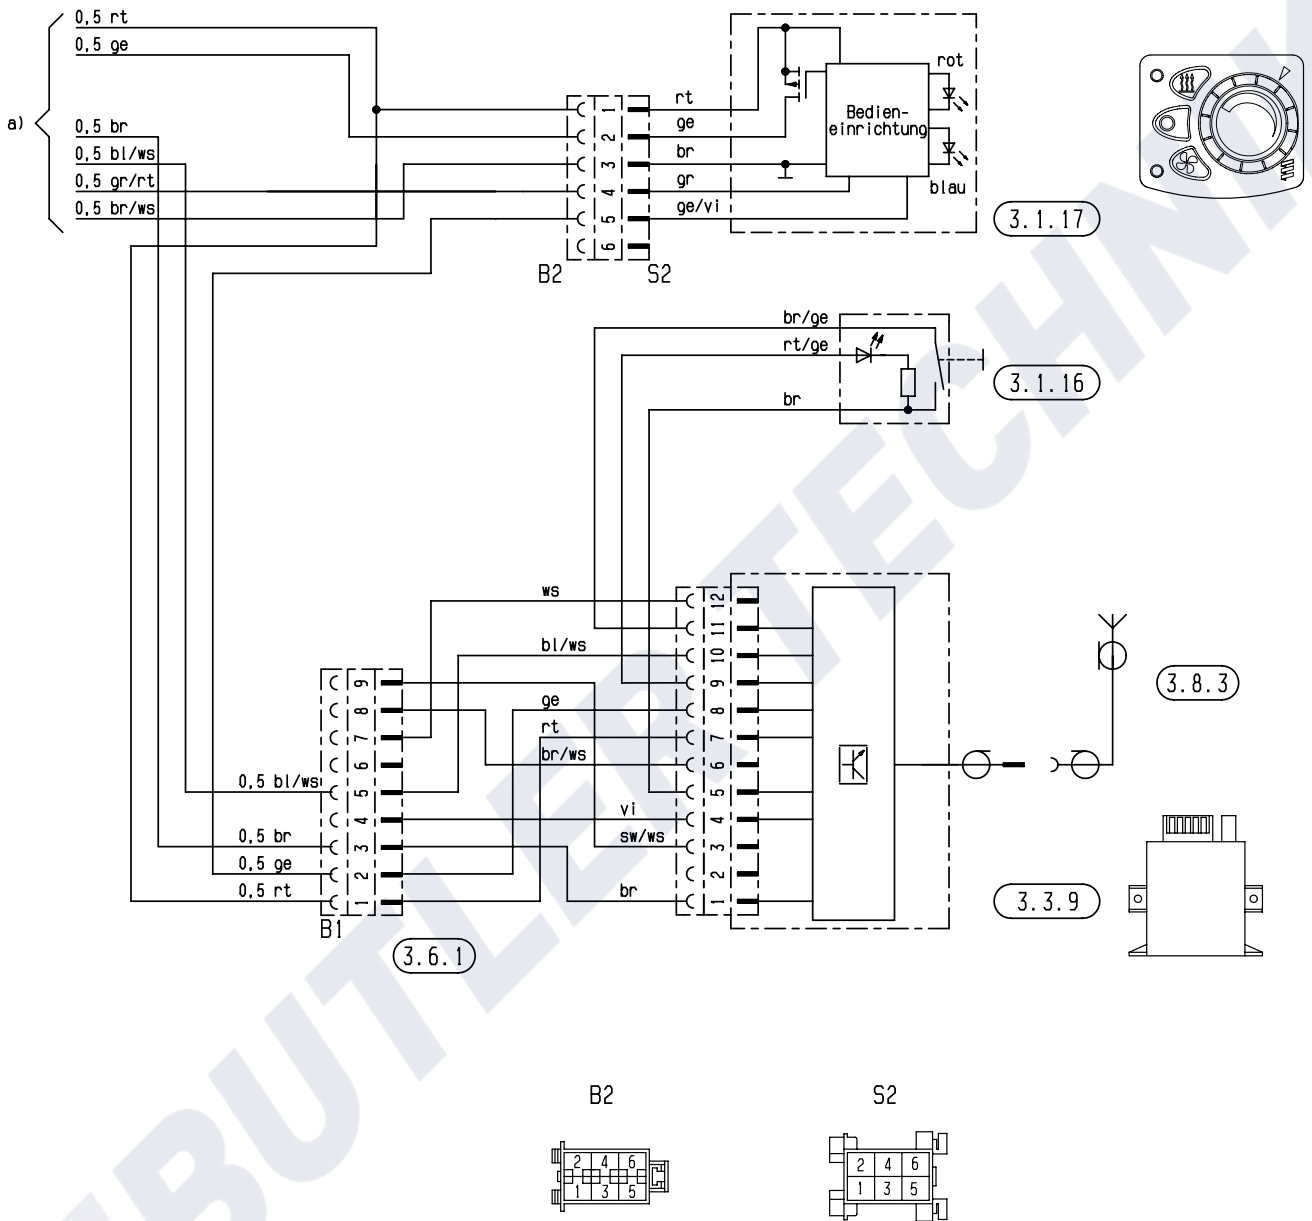 0,5 rt
0,5 ge
a)
0,5 br
0,5 bl/ws
0,5 gr/rt
0,5 br/ws
1
2
3
4
5
6
B2
S2
rt
ge
br
gr
ge/vi
Bedien-
einrichtung
rot
blau
3.1.17
br/ge
rt/ge
br
3.1.16
ws
bl/ws
ge
rt
br/ws
vi
sw/ws
br
12
11
10
9
8
7
6
5
4
3
2
1
9
8
7
6
5
4
3
2
1
0,5 bl/ws
0,5 br
0,5 ge
0,5 rt
B1
3.6.1
3.8.3
3.3.9
B2
2 4 6
1 3 5
S2
2 4 6
1 3 5
BUTLER TECHNIK